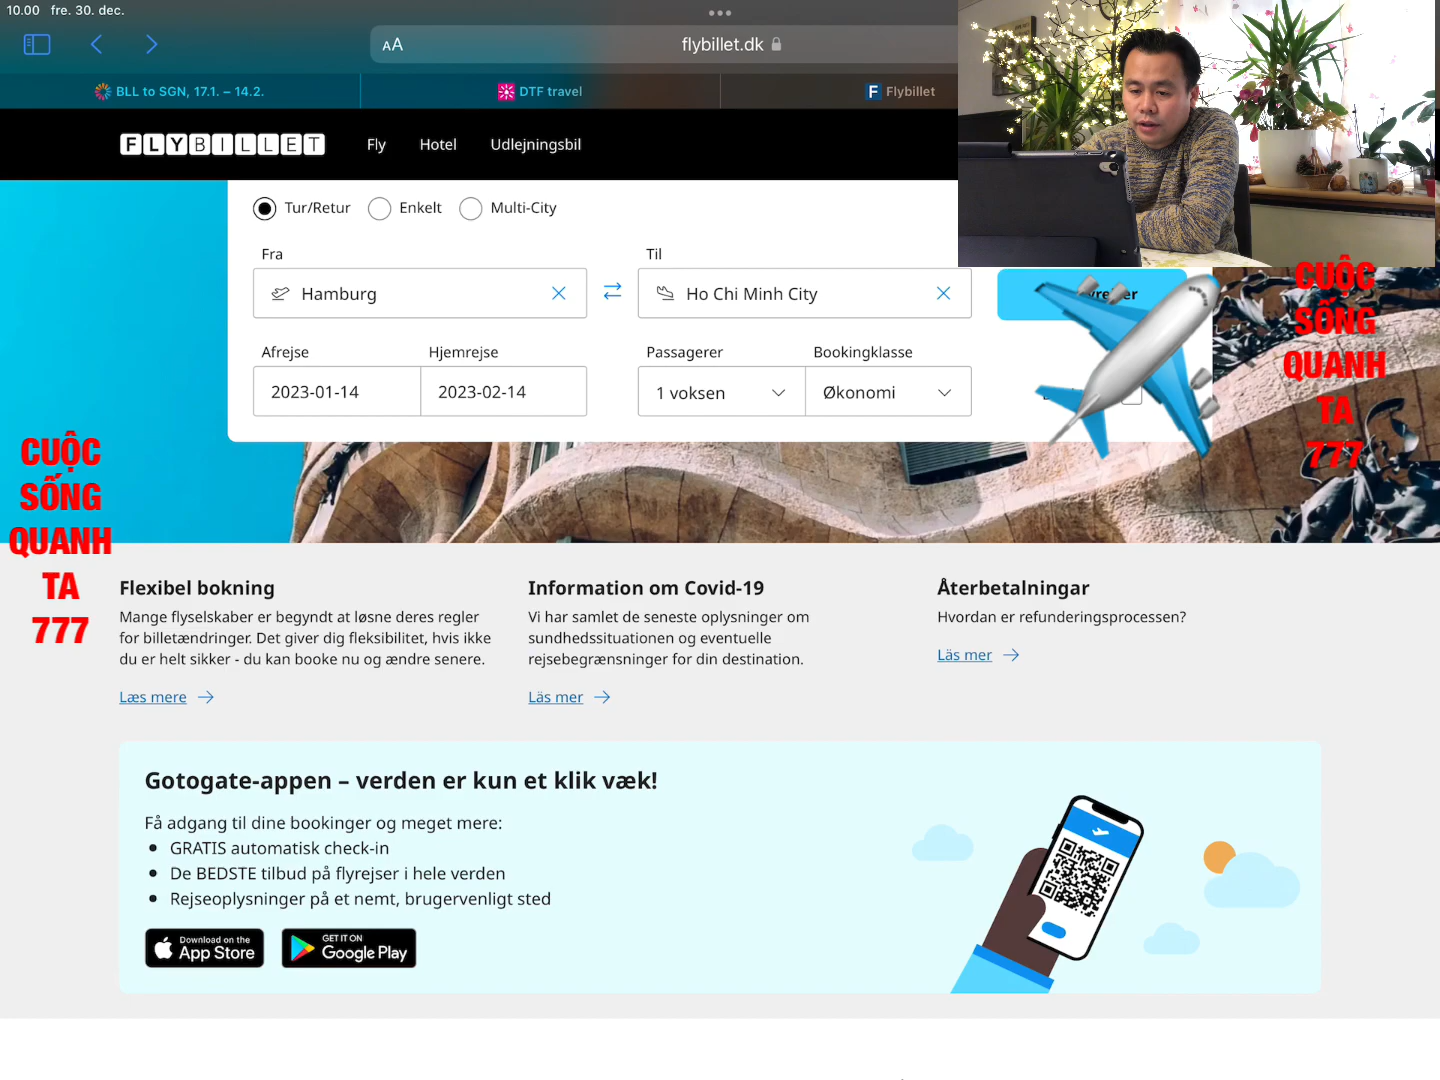 10.00 fre. 30. dec.
AA
flybillet.dk
BLL to SGN, 17.1. – 14.2.
DTF travel
F Flybillet
FLYBILLET
Fly
Hotel
Udlejningsbil
Tur/Retur
Enkelt
Multi-City
Fra
Til
Hamburg
Ho Chi Minh City
Afrejse
Hjemrejse
Passagerer
Bookingklasse
2023-01-14
2023-02-14
1 voksen
Økonomi
CUỘC
SỐNG
QUANH
TA
777
CUỘC
SỐNG
QUANH
TA
777
Flexibel bokning
Mange flyselskaber er begyndt at løsne deres regler
for billetændringer. Det giver dig fleksibilitet, hvis ikke
du er helt sikker - du kan booke nu og ændre senere.
Læs mere
Information om Covid-19
Vi har samlet de seneste oplysninger om
sundhedssituationen og eventuelle
rejsebegrænsninger for din destination.
Läs mer
Återbetalningar
Hvordan er refunderingsprocessen?
Läs mer
Gotogate-appen – verden er kun et klik væk!
Få adgang til dine bookinger og meget mere:
• GRATIS automatisk check-in
• De BEDSTE tilbud på flyrejser i hele verden
• Rejseoplysninger på et nemt, brugervenligt sted
Download on the
App Store
GET IT ON
Google Play